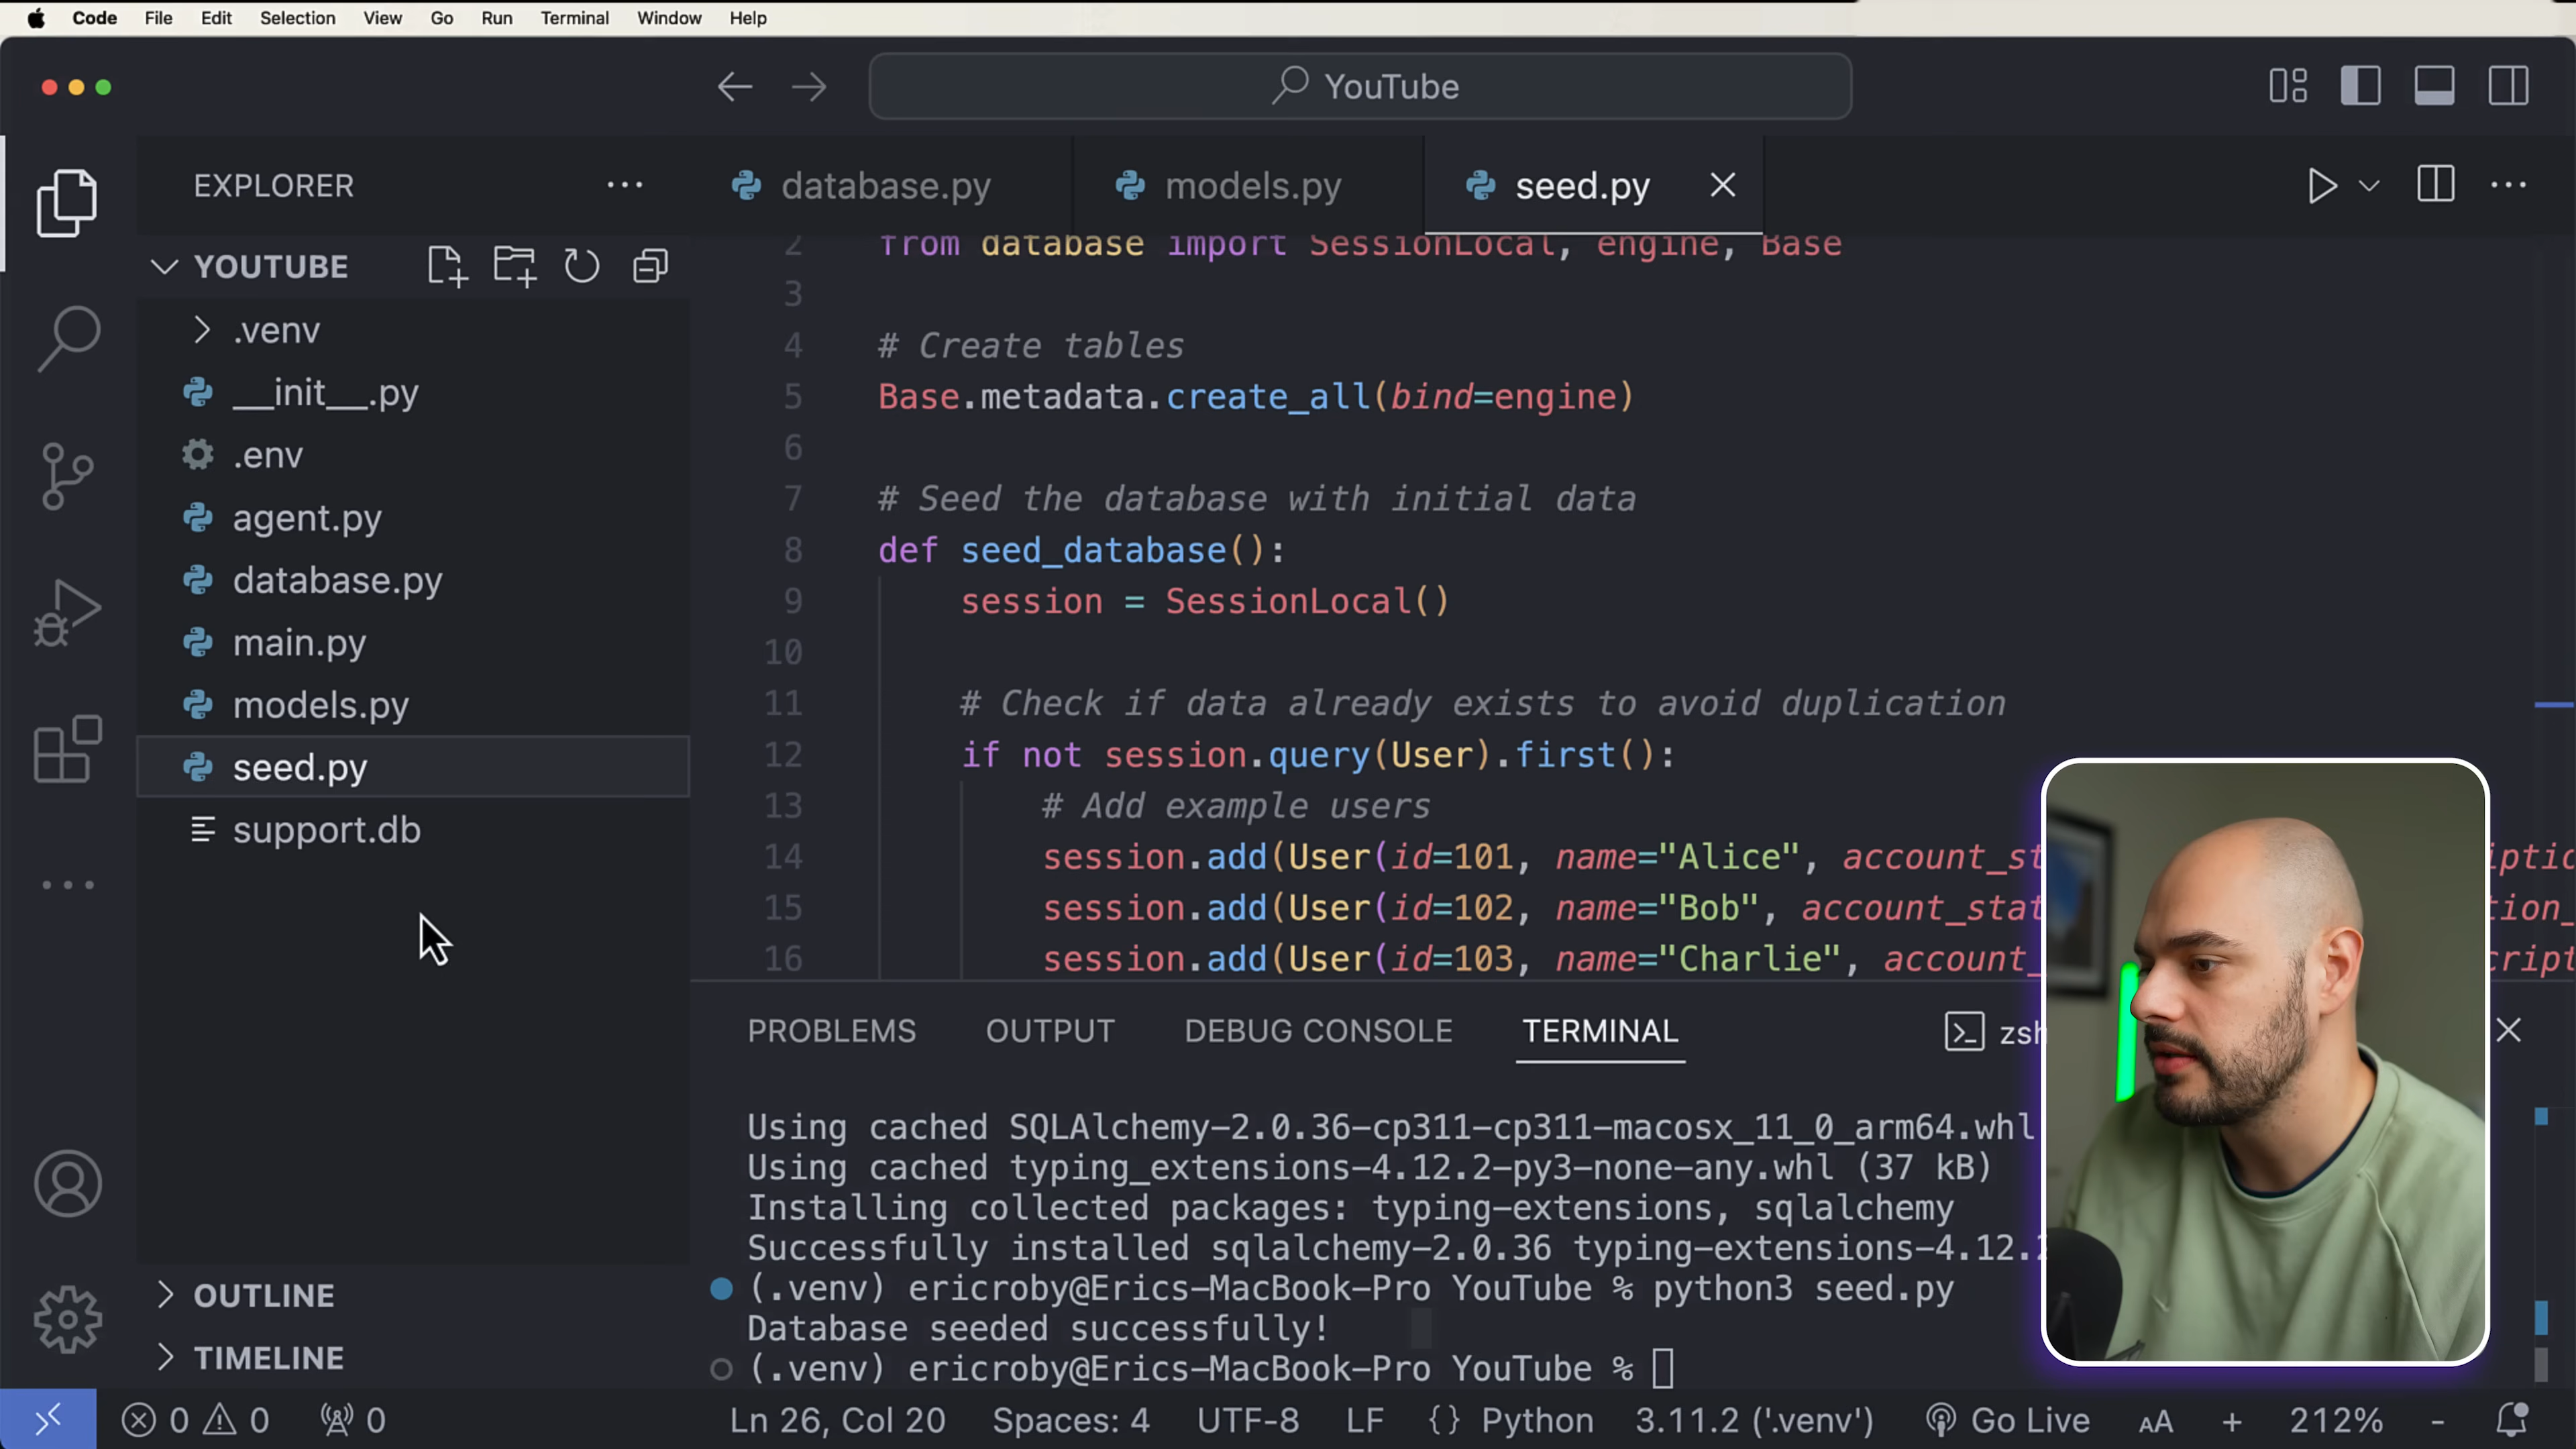 Code File Edit Selection View Go Run Terminal Window Help
YouTube
EXPLORER
database.py
models.py
seed.py
YOUTUBE
.venv
__init__.py
.env
agent.py
database.py
main.py
models.py
seed.py
support.db
OUTLINE
TIMELINE
2 from database import SessionLocal, engine, Base
3
4 # Create tables
5 Base.metadata.create_all(bind=engine)
6
7 # Seed the database with initial data
8 def seed_database():
9 session = SessionLocal()
10
11 # Check if data already exists to avoid duplication
12 if not session.query(User).first():
13 # Add example users
14 session.add(User(id=101, name="Alice", account_st
15 session.add(User(id=102, name="Bob", account_stat
16 session.add(User(id=103, name="Charlie", account_
PROBLEMS OUTPUT DEBUG CONSOLE TERMINAL
Using cached SQLAlchemy-2.0.36-cp311-cp311-macosx_11_0_arm64.whl
Using cached typing_extensions-4.12.2-py3-none-any.whl (37 kB)
Installing collected packages: typing-extensions, sqlalchemy
Successfully installed sqlalchemy-2.0.36 typing-extensions-4.12.
(.venv) ericroby@Erics-MacBook-Pro YouTube % python3 seed.py
Database seeded successfully!
(.venv) ericroby@Erics-MacBook-Pro YouTube %
0 0 0 Ln 26, Col 20 Spaces: 4 UTF-8 LF {} Python 3.11.2 ('.venv') Go Live AA + 212% -